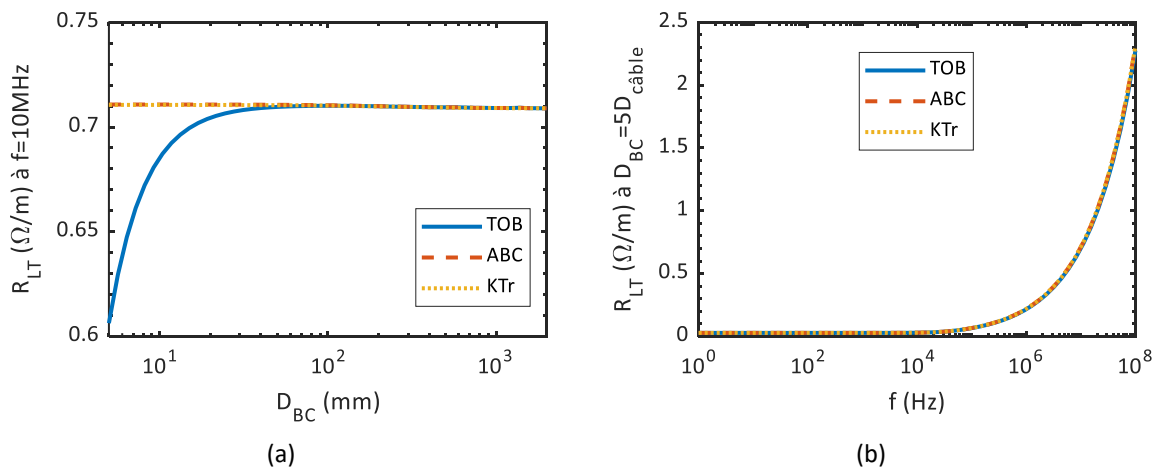 0.75
0.7
0.65
0.6
R_LT (Ω/m) à f=10MHz
TOB
ABC
KTr
10^1
10^2
10^3
D_BC (mm)
(a)
2.5
2
1.5
1
0.5
0
R_LT (Ω/m) à D_BC=5D_câble
TOB
ABC
KTr
10^0
10^2
10^4
10^6
10^8
f (Hz)
(b)